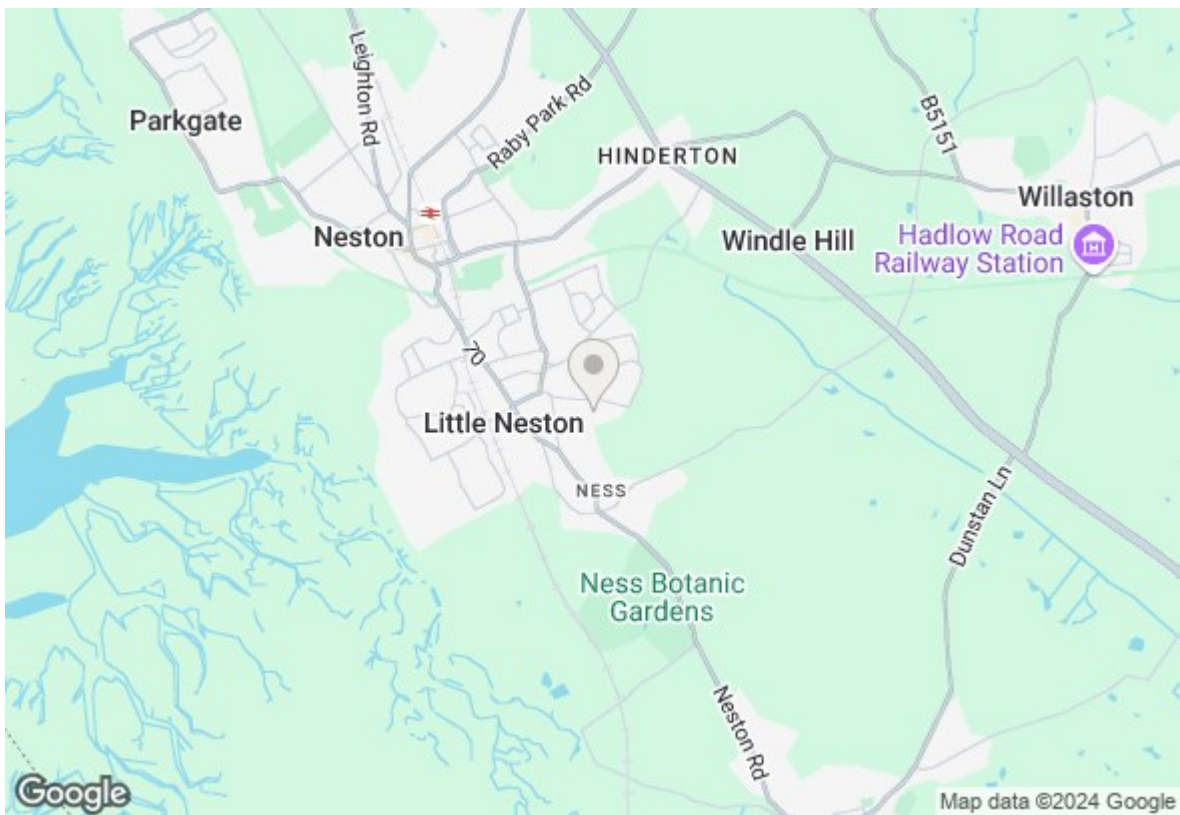 Leighton Rd
Parkgate
Raby Park Rd
B5151
HINDERTON
Willaston
Neston
Windle Hill
Hadlow Road
Railway Station
70
Little Neston
NESS
Dunstan Ln
Ness Botanic
Gardens
Neston Rd
Google
Map data ©2024 Google